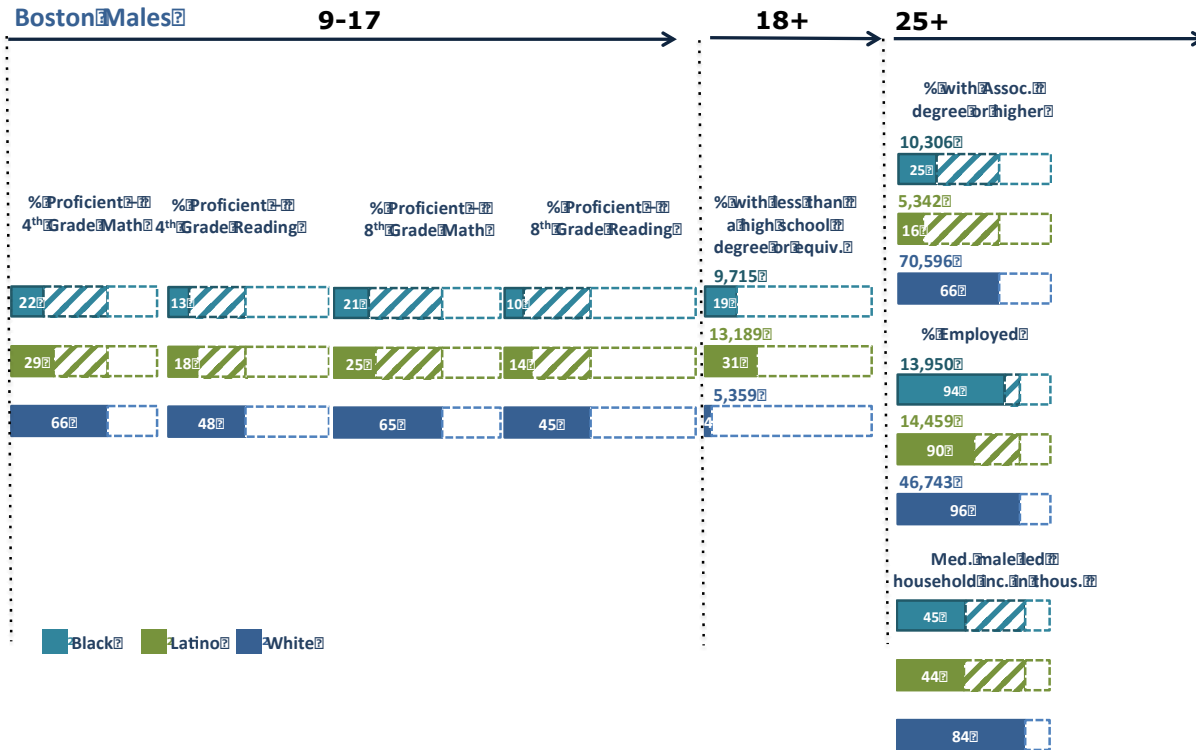 Boston Males
9-17
18+
25+
% Proficient –
4th Grade Math
% Proficient –
4th Grade Reading
% Proficient –
8th Grade Math
% Proficient –
8th Grade Reading
% with less than
a high school
degree or equiv.
% with Assoc.
degree or higher
10,306
25
5,342
16
70,596
66
22
13
21
10
9,715
19
29
18
25
14
13,189
31
66
48
65
45
5,359
4
% Employed
13,950
94
14,459
90
46,743
96
Med. male led
household inc. in thous.
45
44
84
Black
Latino
White